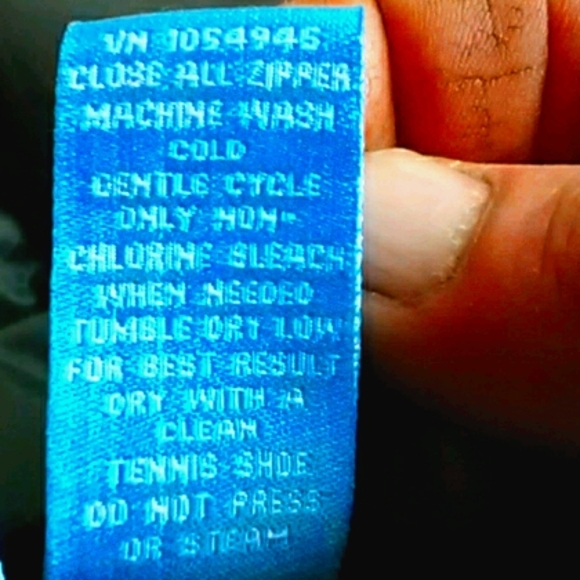 VN 1054946
CLOSE ALL ZIPPER
MACHINE WASH
COLD
GENTLE CYCLE
ONLY NON-
CHLORINE BLEACH
WHEN NEEDED
TUMBLE DRY LOW
FOR BEST RESULT
DRY WITH A
CLEAN
TENNIS SHOE
DO NOT PRESS
OR STEAM